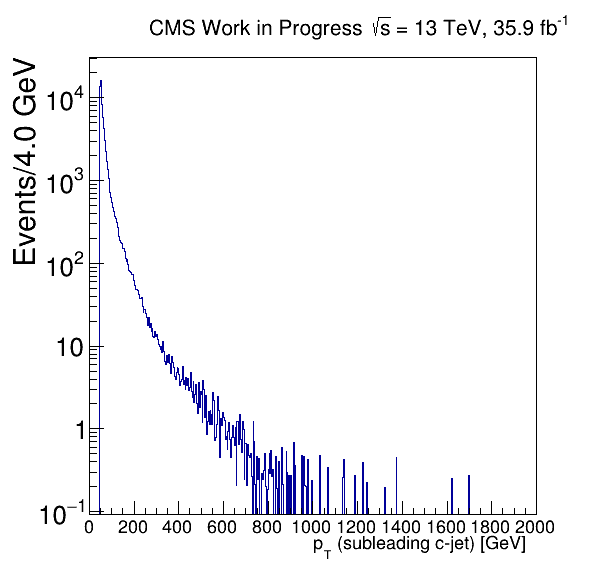 CMS Work in Progress √s = 13 TeV, 35.9 fb⁻¹
Events/4.0 GeV
10⁴
10³
10²
10
1
10⁻¹
0 200 400 600 800 1000 1200 1400 1600 1800 2000
p_T (subleading c-jet) [GeV]